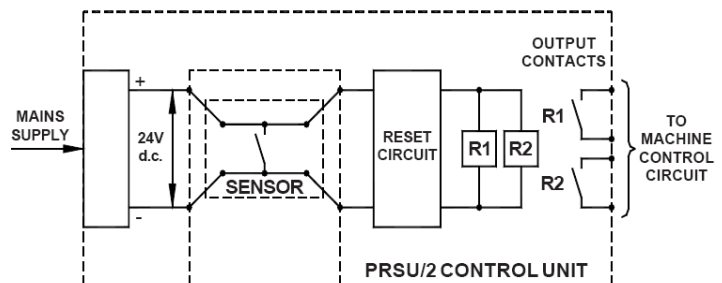 OUTPUT
CONTACTS
MAINS
SUPPLY
+
24V
d.c.
-
SENSOR
RESET
CIRCUIT
R1
R2
R1
R2
TO
MACHINE
CONTROL
CIRCUIT
PRSU/2 CONTROL UNIT